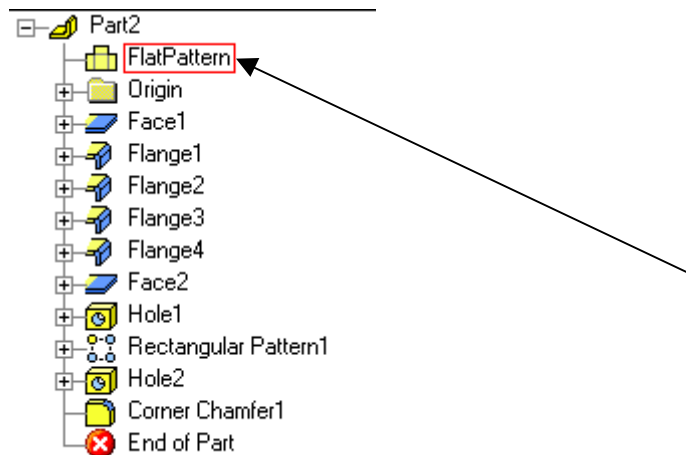 Part2
FlatPattern
Origin
Face1
Flange1
Flange2
Flange3
Flange4
Face2
Hole1
Rectangular Pattern1
Hole2
Corner Chamfer1
End of Part